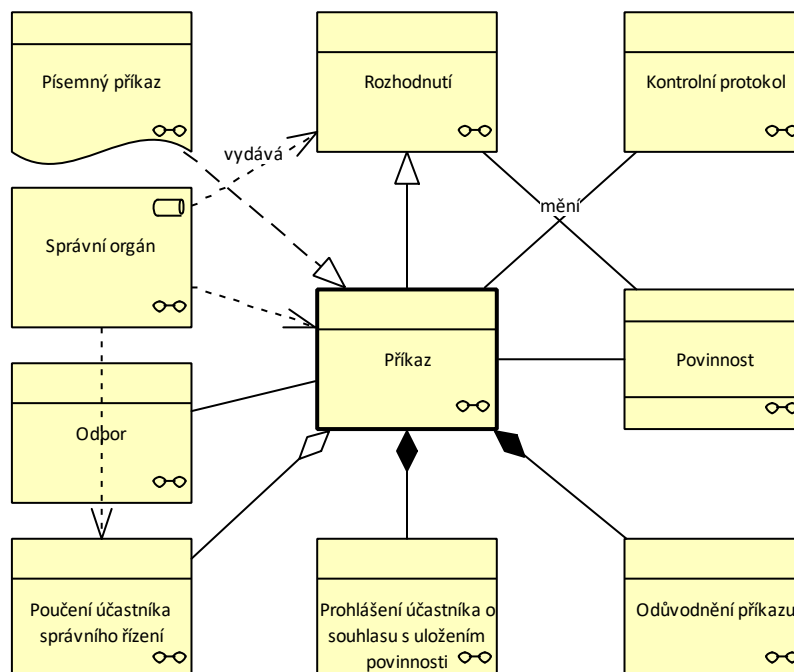 Písemný příkaz
Rozhodnutí
Kontrolní protokol
vydává
mění
Správní orgán
Příkaz
Povinnost
Odpor
Poučení účastníka
správního řízení
Prohlášení účastníka o
souhlasu s uložením
povinnosti
Odůvodnění příkazu